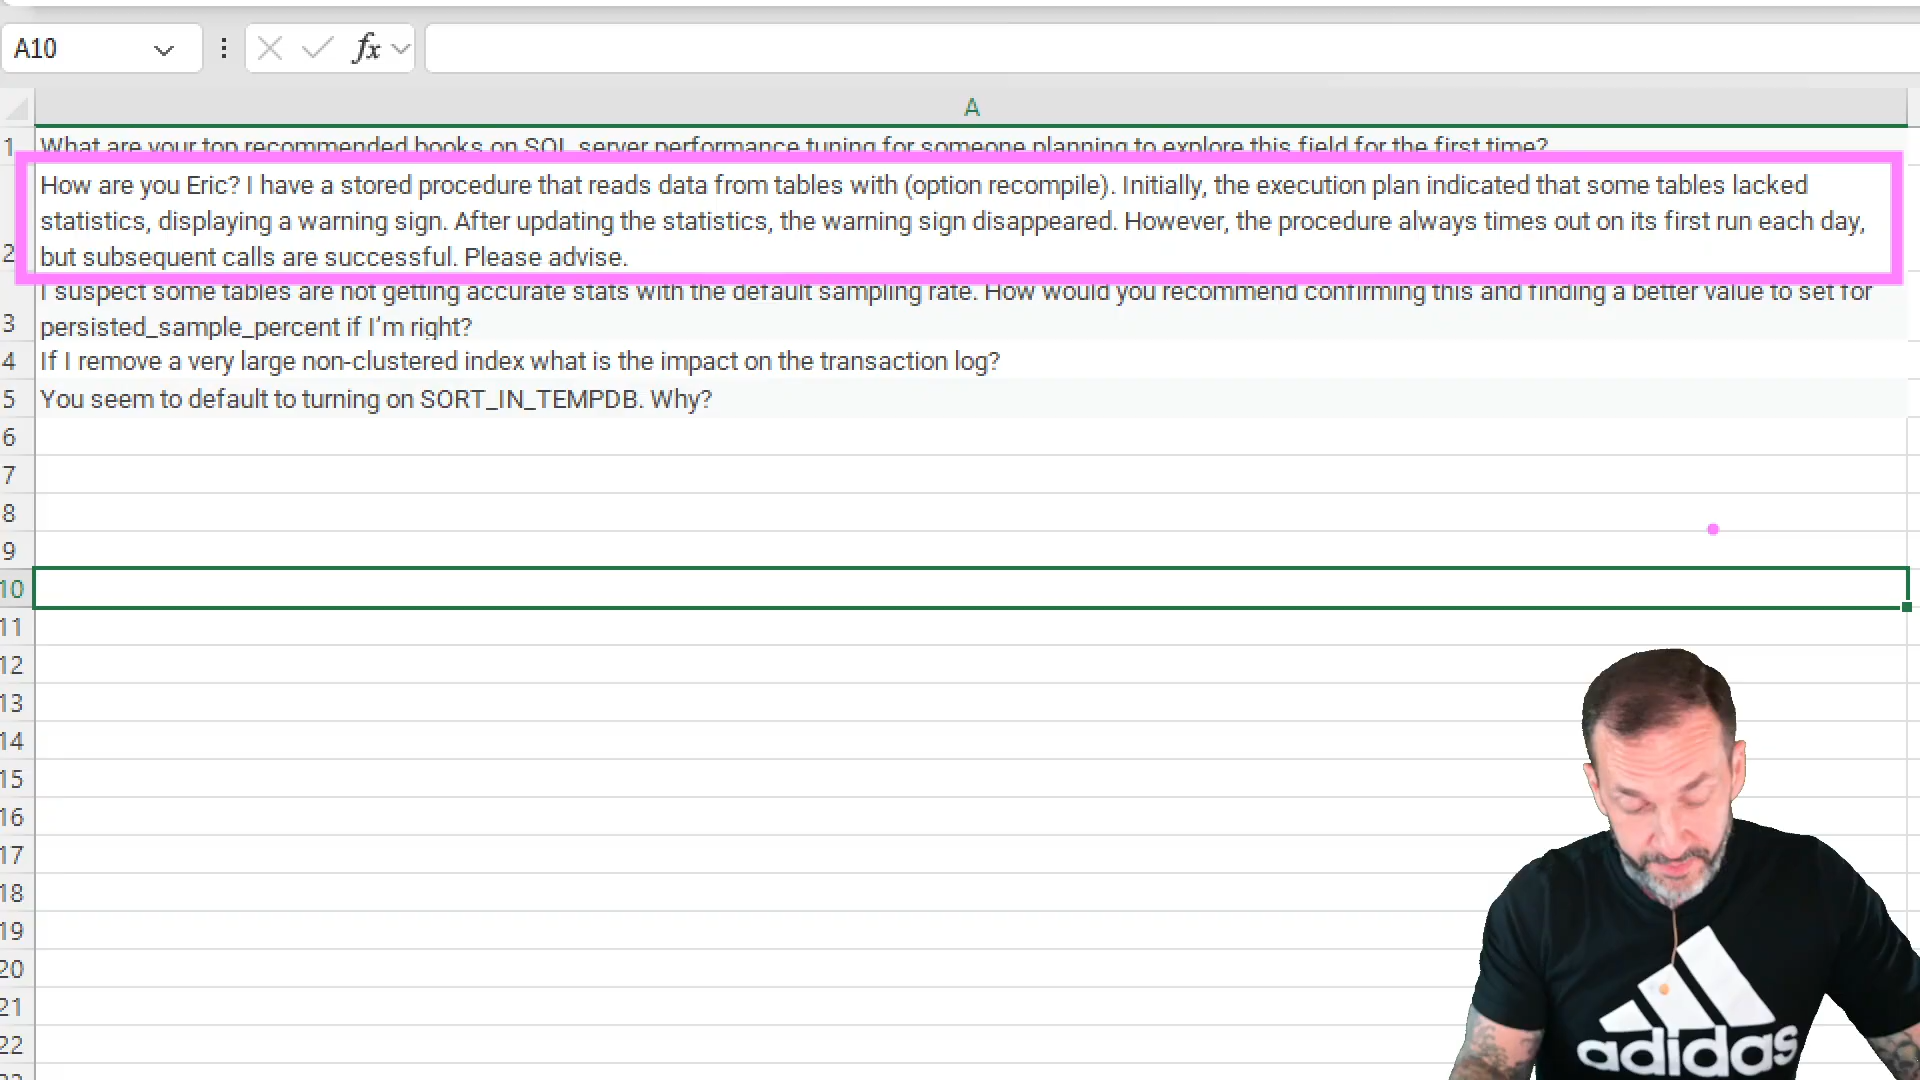 A10
fx
A
1 What are your top recommended books on SQL server performance tuning for someone planning to explore this field for the first time?
How are you Eric? I have a stored procedure that reads data from tables with (option recompile). Initially, the execution plan indicated that some tables lacked
statistics, displaying a warning sign. After updating the statistics, the warning sign disappeared. However, the procedure always times out on its first run each day,
2 but subsequent calls are successful. Please advise.
I suspect some tables are not getting accurate stats with the default sampling rate. How would you recommend confirming this and finding a better value to set for
3 persisted_sample_percent if I'm right?
4 If I remove a very large non-clustered index what is the impact on the transaction log?
5 You seem to default to turning on SORT_IN_TEMPDB. Why?
6
7
8
9
10
11
12
13
14
15
16
17
18
19
20
21
22
adidas